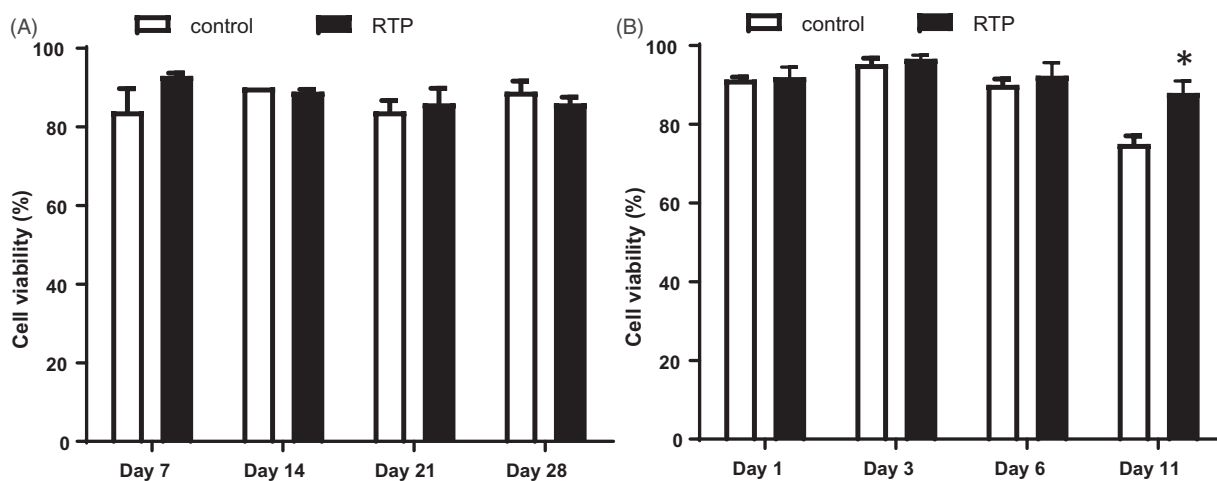 (A)
control
RTP
100
80
60
40
20
0
Cell viability (%)
Day 7
Day 14
Day 21
Day 28
(B)
control
RTP
100
80
60
40
20
0
Cell viability (%)
*
Day 1
Day 3
Day 6
Day 11